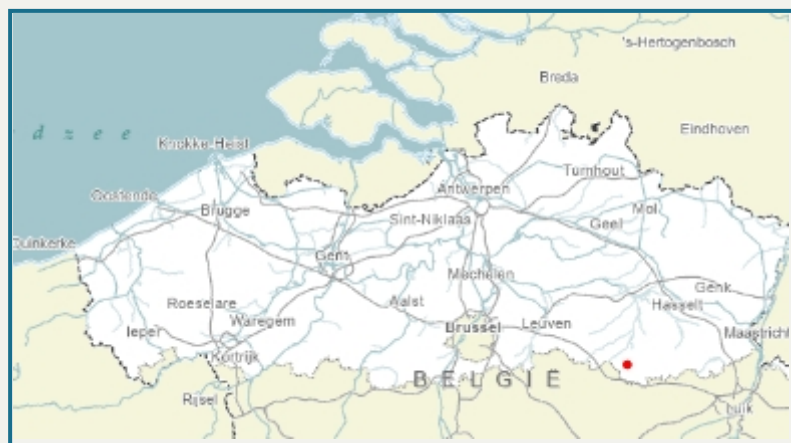 's-Hertogenbosch
Breda
dzee
Eindhoven
Knokke-Heist
Turnhout
Antwerpen
Oostende
Mol
Brugge
Sint-Niklaas
Geel
Duinkerke
Gent
Mechelen
Genk
Roeselare
Aalst
Hasselt
Waregem
Ieper
Brussel
Leuven
Maastricht
Kortrijk
BELGIË
Rijsel
Luik